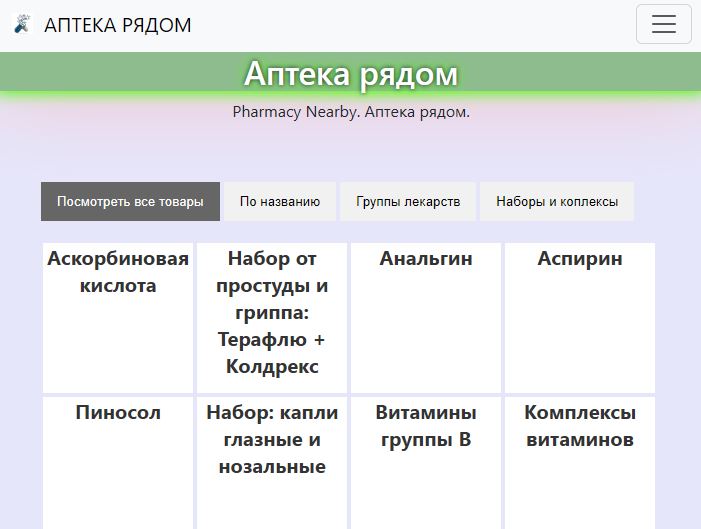 АПТЕКА РЯДОМ
Аптека рядом
Pharmacy Nearby. Аптека рядом.
Посмотреть все товары
По названию
Группы лекарств
Наборы и коплексы
Аскорбиновая
кислота
Набор от
простуды и
гриппа:
Терафлю +
Колдрекс
Анальгин
Аспирин
Пиносол
Набор: капли
глазные и
нозальные
Витамины
группы В
Комплексы
витаминов